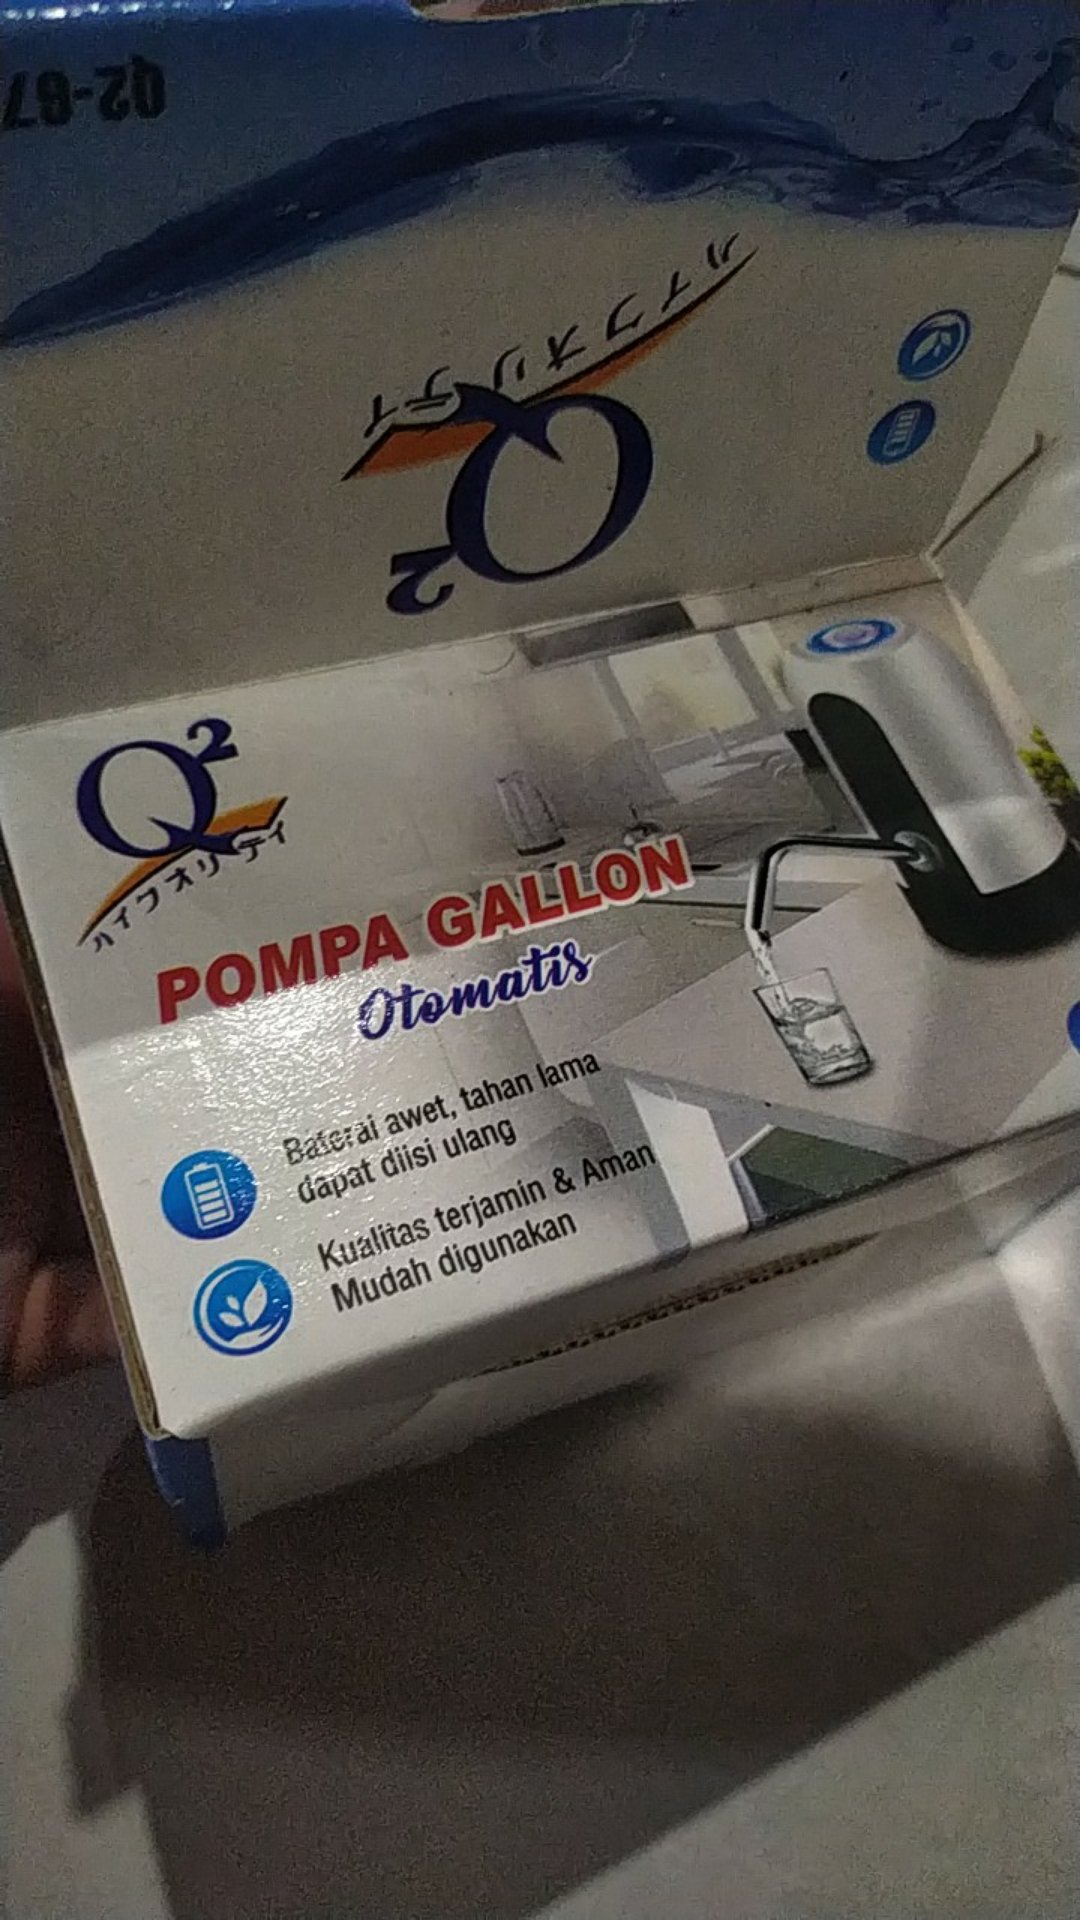 Q2-87
ハイクオリティ
Q2
Q2
ハイクオリティ
POMPA GALLON
Otomatis
Baterai awet, tahan lama
dapat diisi ulang
Kualitas terjamin & Aman
Mudah digunakan